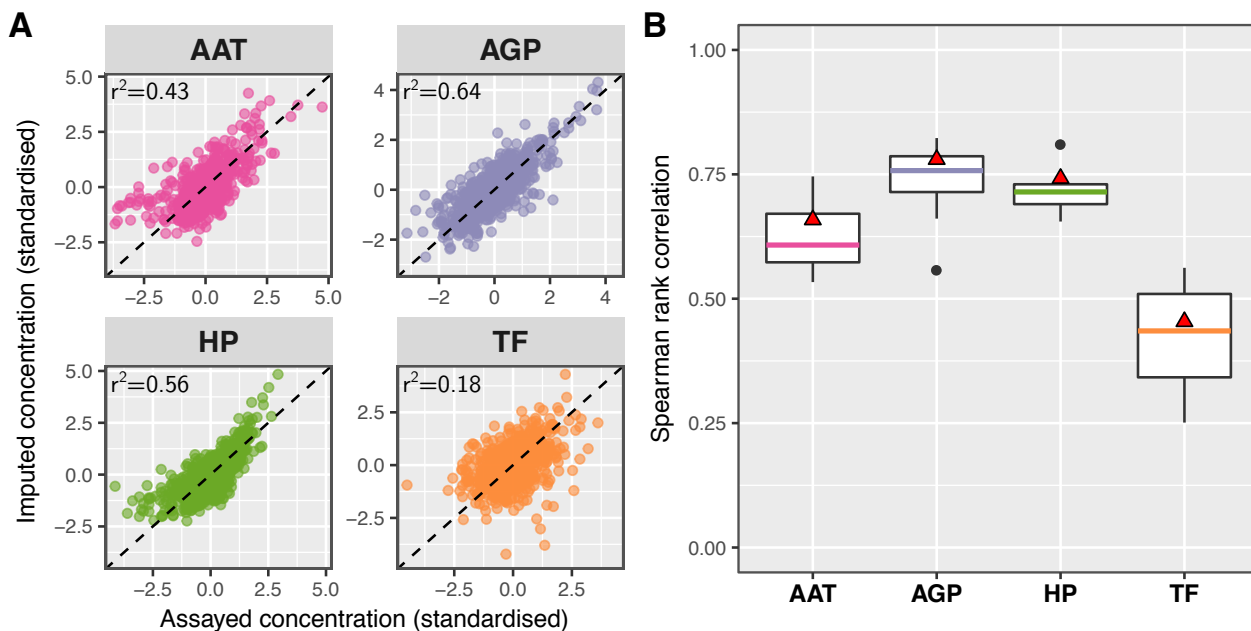 A
AAT
AGP
r²=0.43
r²=0.64
5.0
2.5
0.0
−2.5
4
2
0
−2
−2.5
0.0
2.5
5.0
−2
0
2
4
HP
TF
r²=0.56
r²=0.18
5.0
2.5
0.0
−2.5
2.5
0.0
−2.5
−2.5
0.0
2.5
5.0
−2.5
0.0
2.5
Imputed concentration (standardised)
Assayed concentration (standardised)
B
Spearman rank correlation
1.00
0.75
0.50
0.25
0.00
AAT
AGP
HP
TF